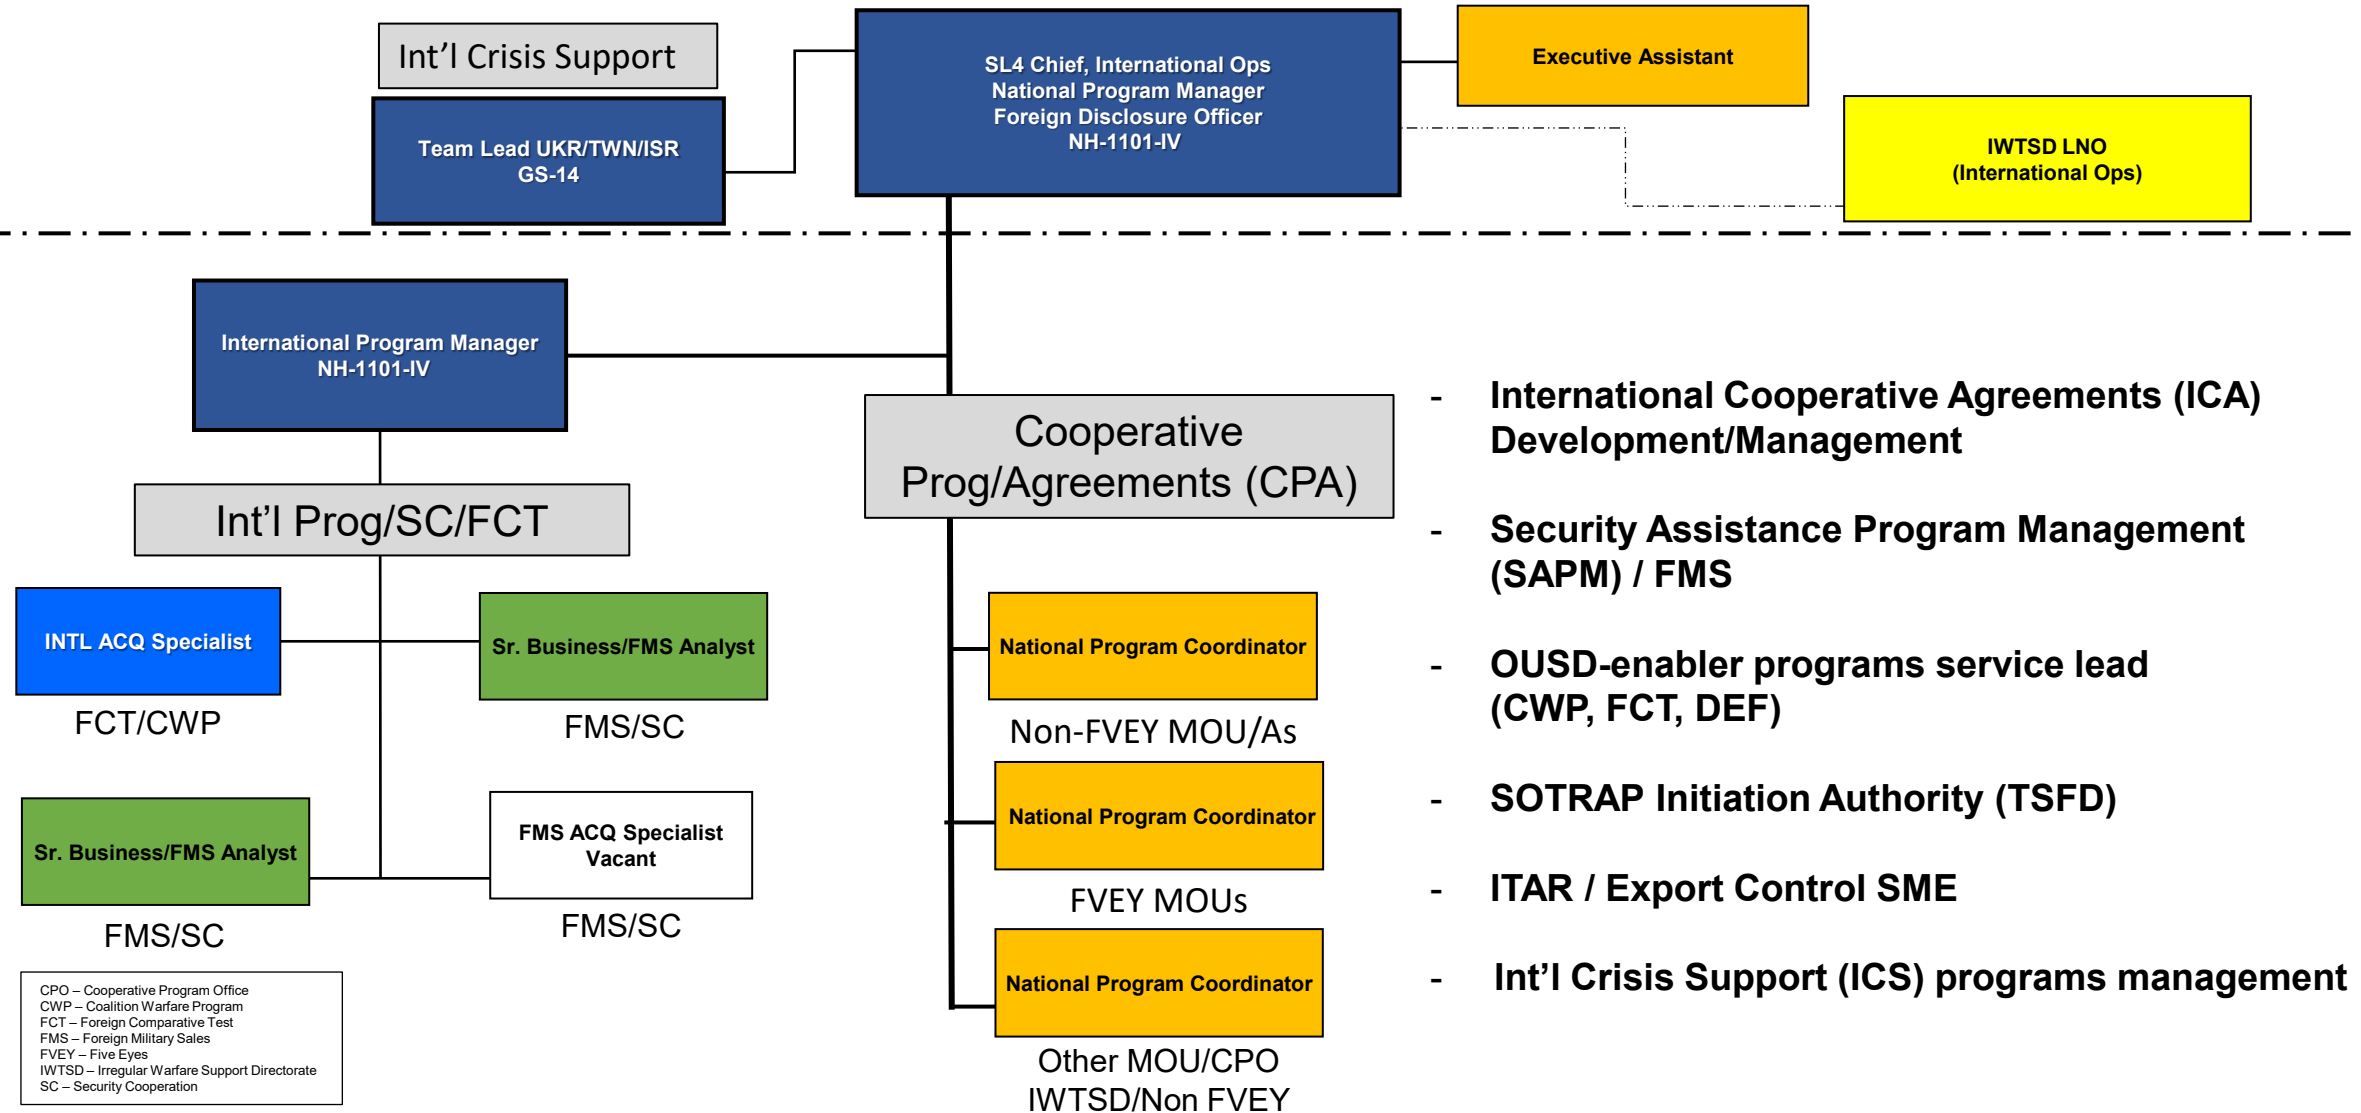 Int'l Crisis Support
Team Lead UKR/TWN/ISR
GS-14
SL4 Chief, International Ops
National Program Manager
Foreign Disclosure Officer
NH-1101-IV
Executive Assistant
IWTSD LNO
(International Ops)
International Program Manager
NH-1101-IV
Int'l Prog/SC/FCT
INTL ACQ Specialist
FCT/CWP
Sr. Business/FMS Analyst
FMS/SC
Sr. Business/FMS Analyst
FMS/SC
FMS ACQ Specialist
Vacant
FMS/SC
CPO – Cooperative Program Office
CWP – Coalition Warfare Program
FCT – Foreign Comparative Test
FMS – Foreign Military Sales
FVEY – Five Eyes
IWTSD – Irregular Warfare Support Directorate
SC – Security Cooperation
Cooperative
Prog/Agreements (CPA)
National Program Coordinator
Non-FVEY MOU/As
National Program Coordinator
FVEY MOUs
National Program Coordinator
Other MOU/CPO
IWTSD/Non FVEY
- International Cooperative Agreements (ICA)
Development/Management
- Security Assistance Program Management
(SAPM) / FMS
- OUSD-enabler programs service lead
(CWP, FCT, DEF)
- SOTRAP Initiation Authority (TSFD)
- ITAR / Export Control SME
- Int'l Crisis Support (ICS) programs management